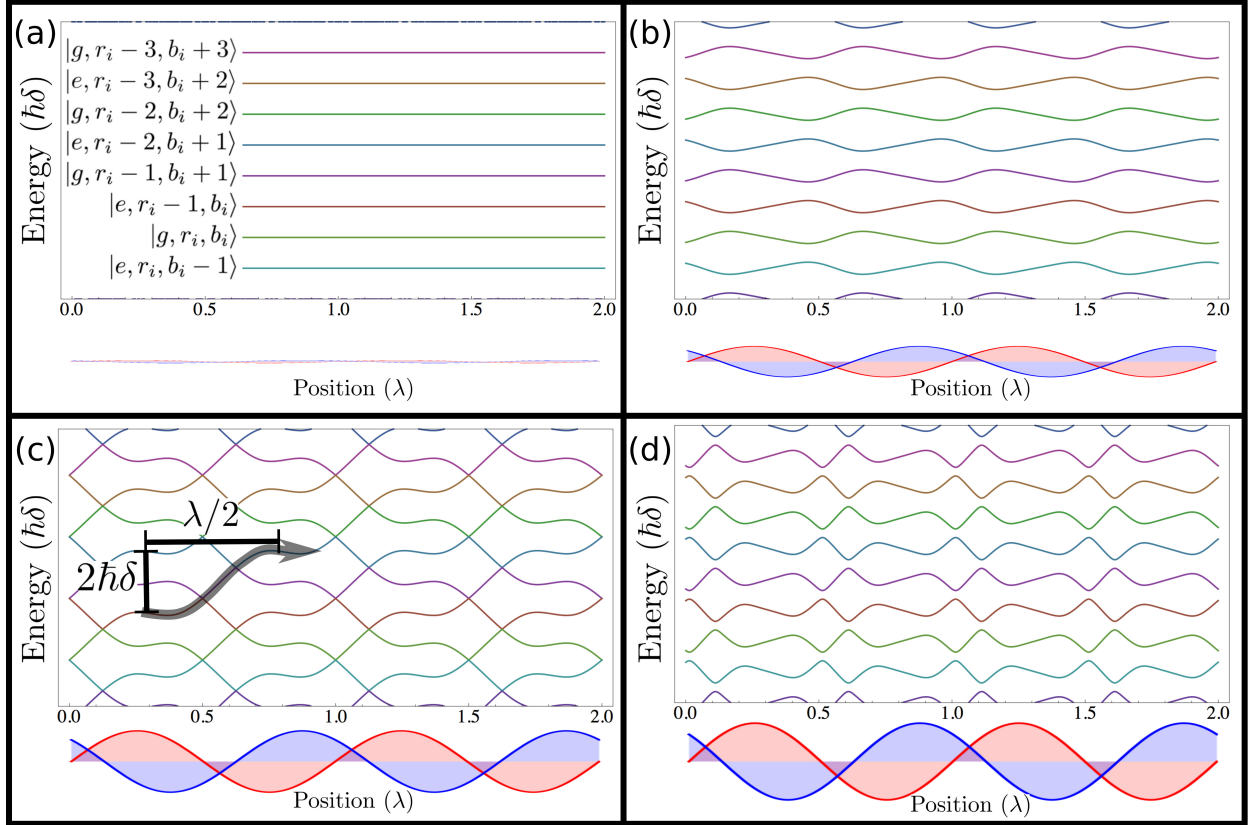 (a)
|g, r_i − 3, b_i + 3⟩
|e, r_i − 3, b_i + 2⟩
|g, r_i − 2, b_i + 2⟩
|e, r_i − 2, b_i + 1⟩
|g, r_i − 1, b_i + 1⟩
|e, r_i − 1, b_i⟩
|g, r_i, b_i⟩
|e, r_i, b_i − 1⟩
Energy (ℏδ)
0.0 0.5 1.0 1.5 2.0
Position (λ)
(b)
Energy (ℏδ)
0.0 0.5 1.0 1.5 2.0
Position (λ)
(c)
λ/2
2ℏδ
Energy (ℏδ)
0.0 0.5 1.0 1.5 2.0
Position (λ)
(d)
Energy (ℏδ)
0.0 0.5 1.0 1.5 2.0
Position (λ)